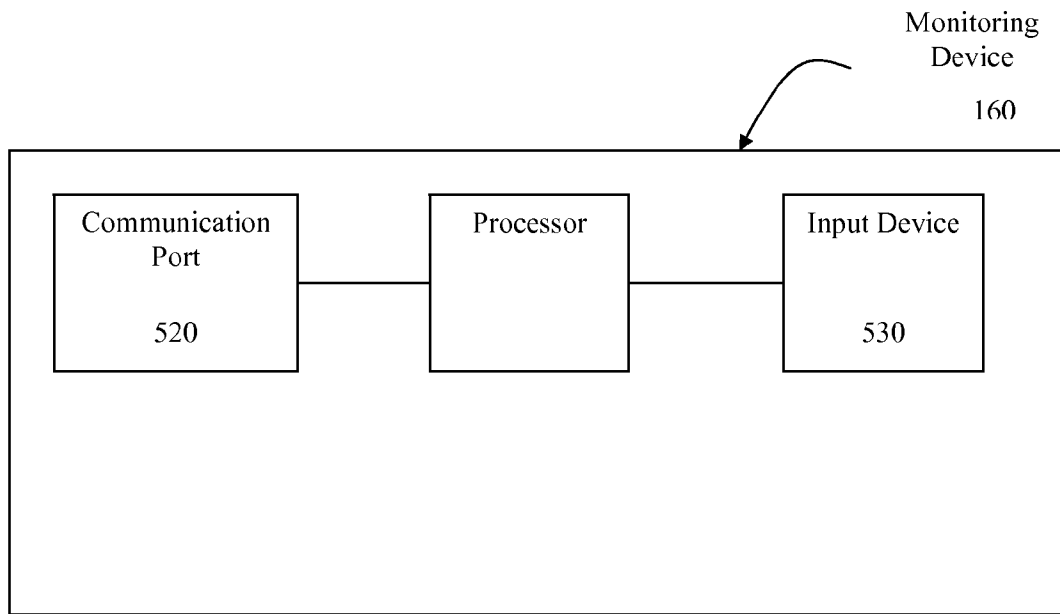 Monitoring
Device
160
Communication
Port
520
Processor
Input Device
530